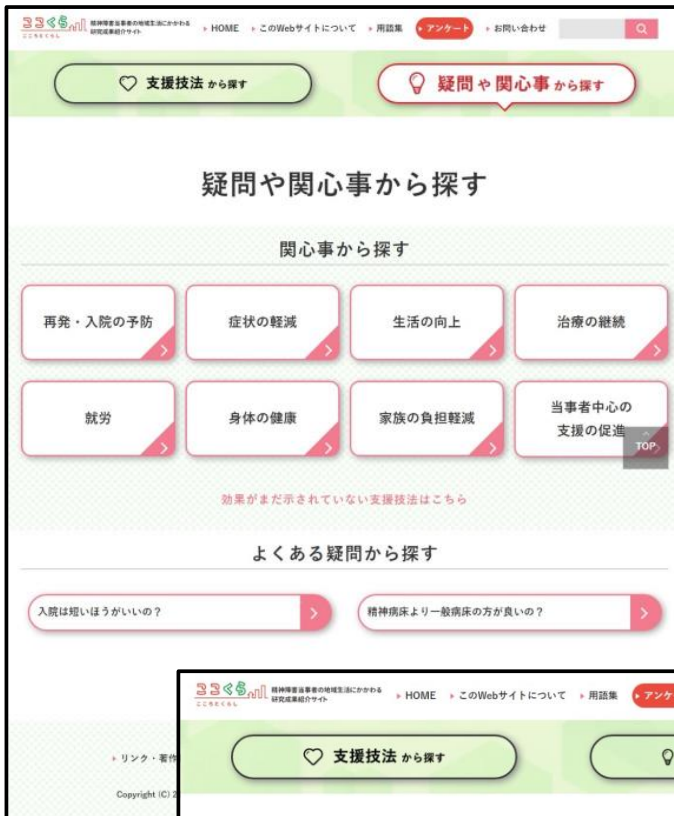 ここくら
こころとくらし
精神障害当事者の地域生活にかかわる
研究成果紹介サイト
HOME
このWebサイトについて
用語集
アンケート
お問い合わせ
支援技法から探す
疑問や関心事から探す
疑問や関心事から探す
関心事から探す
再発・入院の予防
症状の軽減
生活の向上
治療の継続
就労
身体の健康
家族の負担軽減
当事者中心の
支援の促進
TOP
効果がまだ示されていない支援技法はこちら
よくある疑問から探す
入院は短いほうがいいの？
精神病床より一般病床の方が良いの？
リンク・著作
Copyright (C) 2
ここくら
こころとくらし
精神障害当事者の地域生活にかかわる
研究成果紹介サイト
HOME
このWebサイトについて
用語集
アンケ
支援技法から探す